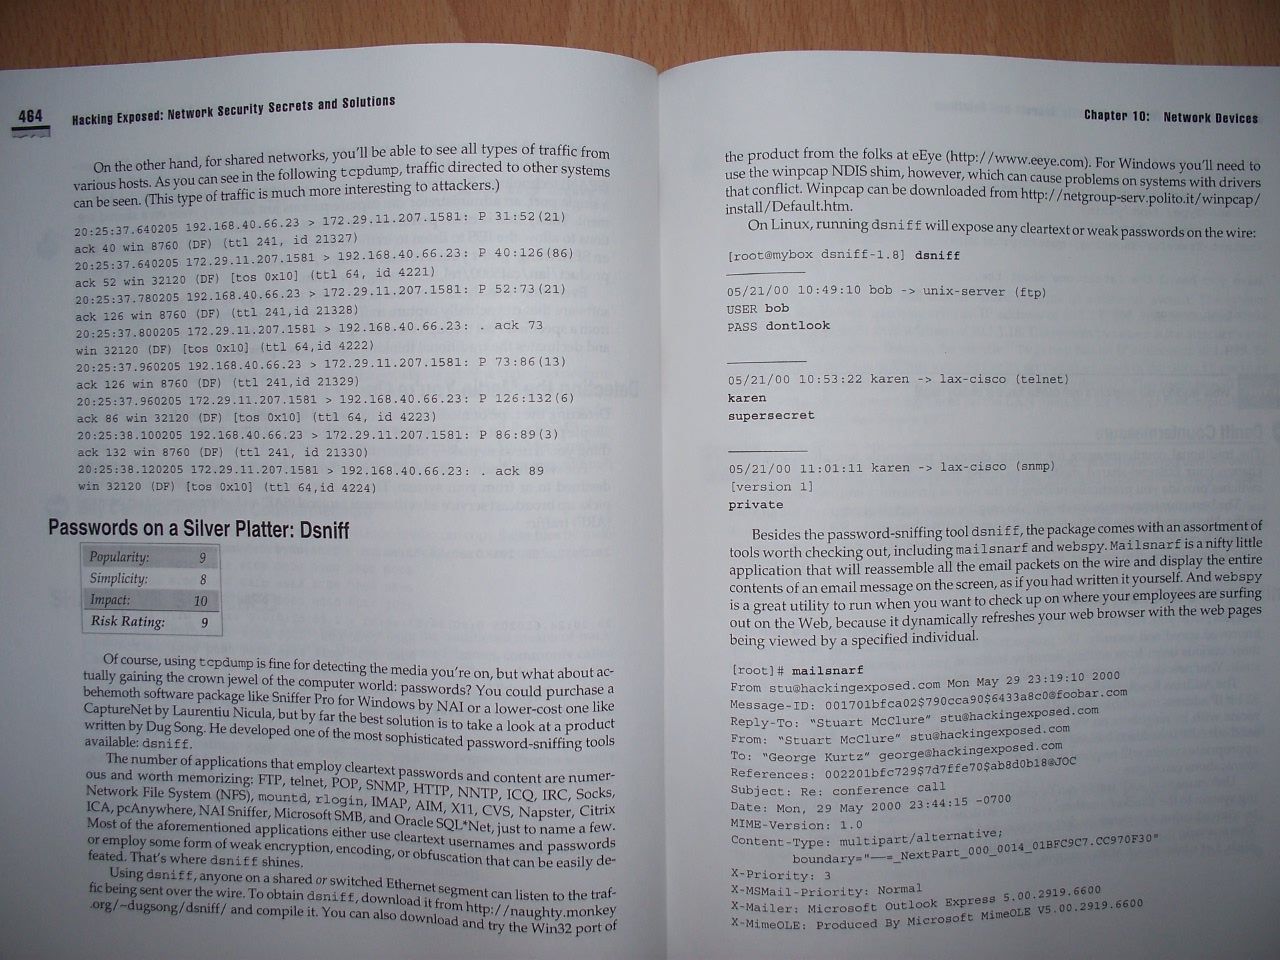 464
Hacking Exposed: Network Security Secrets and Solutions
On the other hand, for shared networks, you'll be able to see all types of traffic from
various hosts. As you can see in the following tcpdump, traffic directed to other systems
can be seen. (This type of traffic is much more interesting to attackers.)
20:25:37.640205 192.168.40.66.23 > 172.29.11.207.1581: P 31:52(21)
ack 40 win 8760 (DF) (ttl 241, id 21327)
20:25:37.640205 172.29.11.207.1581 > 192.168.40.66.23: P 40:126(86)
ack 52 win 32120 (DF) [tos 0x10] (ttl 64, id 4221)
20:25:37.780205 192.168.40.66.23 > 172.29.11.207.1581: P 52:73(21)
ack 126 win 8760 (DF) (ttl 241,id 21328)
20:25:37.800205 172.29.11.207.1581 > 192.168.40.66.23: . ack 73
win 32120 (DF) [tos 0x10] (ttl 64,id 4222)
20:25:37.960205 192.168.40.66.23 > 172.29.11.207.1581: P 73:86(13)
ack 126 win 8760 (DF) (ttl 241,id 21329)
20:25:37.960205 172.29.11.207.1581 > 192.168.40.66.23: P 126:132(6)
ack 86 win 32120 (DF) [tos 0x10] (ttl 64, id 4223)
20:25:38.100205 192.168.40.66.23 > 172.29.11.207.1581: P 86:89(3)
ack 132 win 8760 (DF) (ttl 241, id 21330)
20:25:38.120205 172.29.11.207.1581 > 192.168.40.66.23: . ack 89
win 32120 (DF) [tos 0x10] (ttl 64,id 4224)
Passwords on a Silver Platter: Dsniff
Popularity: 9
Simplicity: 8
Impact: 10
Risk Rating: 9
Of course, using tcpdump is fine for detecting the media you're on, but what about ac-
tually gaining the crown jewel of the computer world: passwords? You could purchase a
behemoth software package like Sniffer Pro for Windows by NAI or a lower-cost one like
CaptureNet by Laurentiu Nicula, but by far the best solution is to take a look at a product
written by Dug Song. He developed one of the most sophisticated password-sniffing tools
available: dsniff.
The number of applications that employ cleartext passwords and content are numer-
ous and worth memorizing: FTP, telnet, POP, SNMP, HTTP, NNTP, ICQ, IRC, Socks,
Network File System (NFS), mountd, rlogin, IMAP, AIM, X11, CVS, Napster, Citrix
ICA, pcAnywhere, NAI Sniffer, Microsoft SMB, and Oracle SQL*Net, just to name a few.
Most of the aforementioned applications either use cleartext usernames and passwords
or employ some form of weak encryption, encoding, or obfuscation that can be easily de-
feated. That's where dsniff shines.
Using dsniff, anyone on a shared or switched Ethernet segment can listen to the traf-
fic being sent over the wire. To obtain dsniff, download it from http://naughty.monkey
.org/~dugsong/dsniff/ and compile it. You can also download and try the Win32 port of
Chapter 10: Network Devices
the product from the folks at eEye (http://www.eeye.com). For Windows you'll need to
use the winpcap NDIS shim, however, which can cause problems on systems with drivers
that conflict. Winpcap can be downloaded from http://netgroup-serv.polito.it/winpcap/
install/Default.htm.
On Linux, running dsniff will expose any cleartext or weak passwords on the wire:
[root@mybox dsniff-1.8] dsniff
05/21/00 10:49:10 bob -> unix-server (ftp)
USER bob
PASS dontlook
05/21/00 10:53:22 karen -> lax-cisco (telnet)
karen
supersecret
05/21/00 11:01:11 karen -> lax-cisco (snmp)
[version 1]
private
Besides the password-sniffing tool dsniff, the package comes with an assortment of
tools worth checking out, including mailsnarf and webspy. Mailsnarf is a nifty little
application that will reassemble all the email packets on the wire and display the entire
contents of an email message on the screen, as if you had written it yourself. And webspy
is a great utility to run when you want to check up on where your employees are surfing
out on the Web, because it dynamically refreshes your web browser with the web pages
being viewed by a specified individual.
[root]# mailsnarf
From stu@hackingexposed.com Mon May 29 23:19:10 2000
Message-ID: 001701bfca02$790cca90$6433a8c0@foobar.com
Reply-To: "Stuart McClure" stu@hackingexposed.com
From: "Stuart McClure" stu@hackingexposed.com
To: "George Kurtz" george@hackingexposed.com
References: 002201bfc729$7d7ffe70$ab8d0b18@JOC
Subject: Re: conference call
Date: Mon, 29 May 2000 23:44:15 -0700
MIME-Version: 1.0
Content-Type: multipart/alternative;
boundary="——=_NextPart_000_0014_01BFC9C7.CC970F30"
X-Priority: 3
X-MSMail-Priority: Normal
X-Mailer: Microsoft Outlook Express 5.00.2919.6600
X-MimeOLE: Produced By Microsoft MimeOLE V5.00.2919.6600